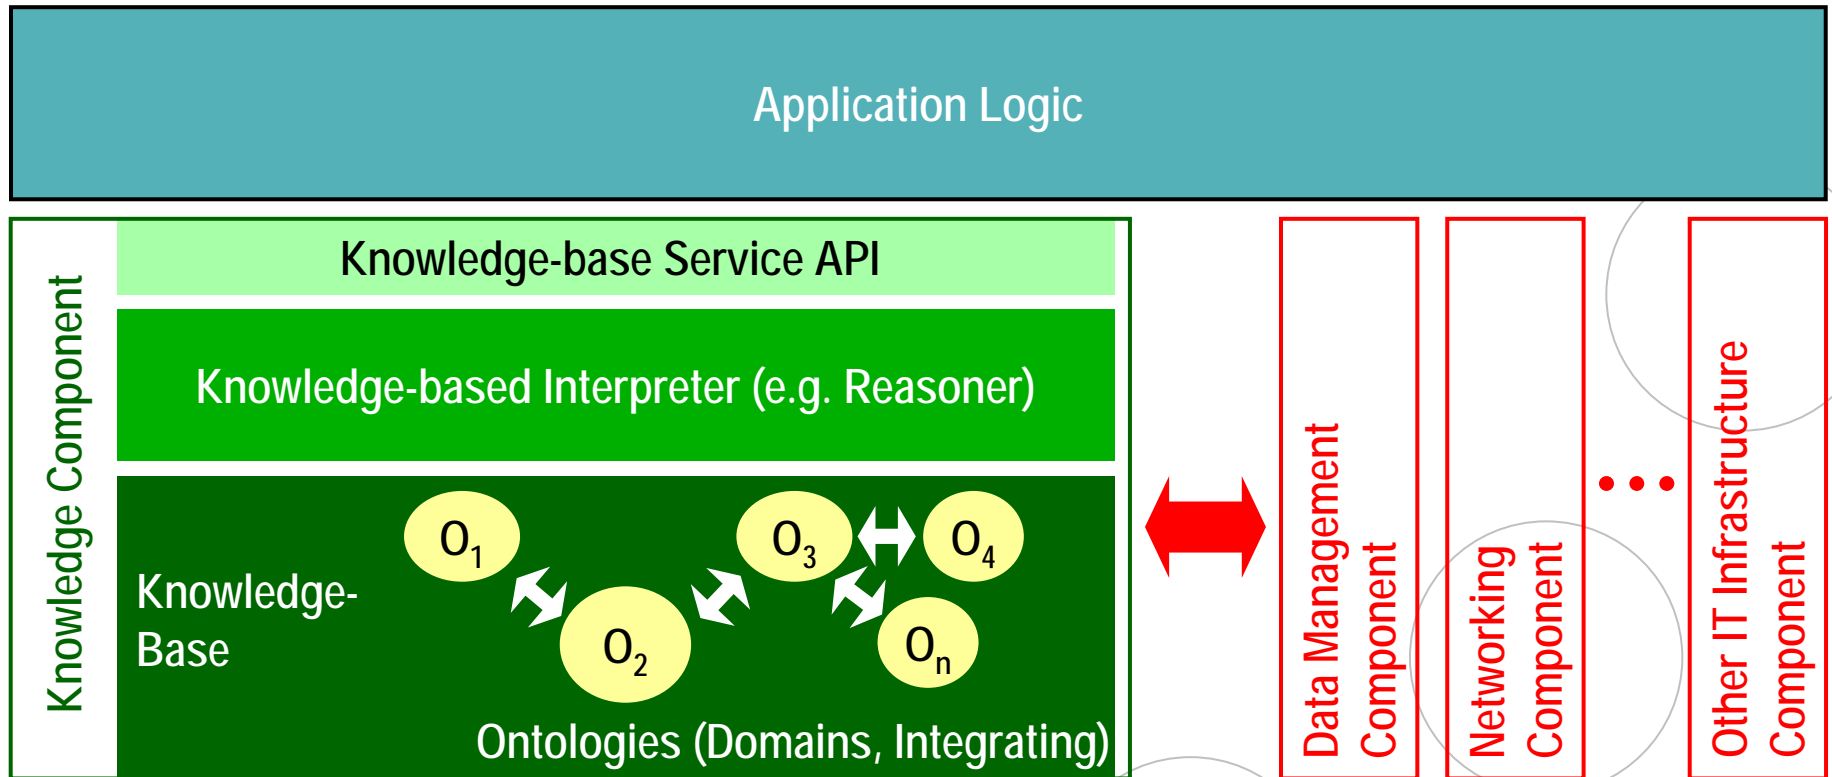 Application Logic
Knowledge Component
Knowledge-base Service API
Knowledge-based Interpreter (e.g. Reasoner)
Knowledge-
Base
O1
O2
O3
O4
On
Ontologies (Domains, Integrating)
Data Management
Component
Networking
Component
Other IT Infrastructure
Component